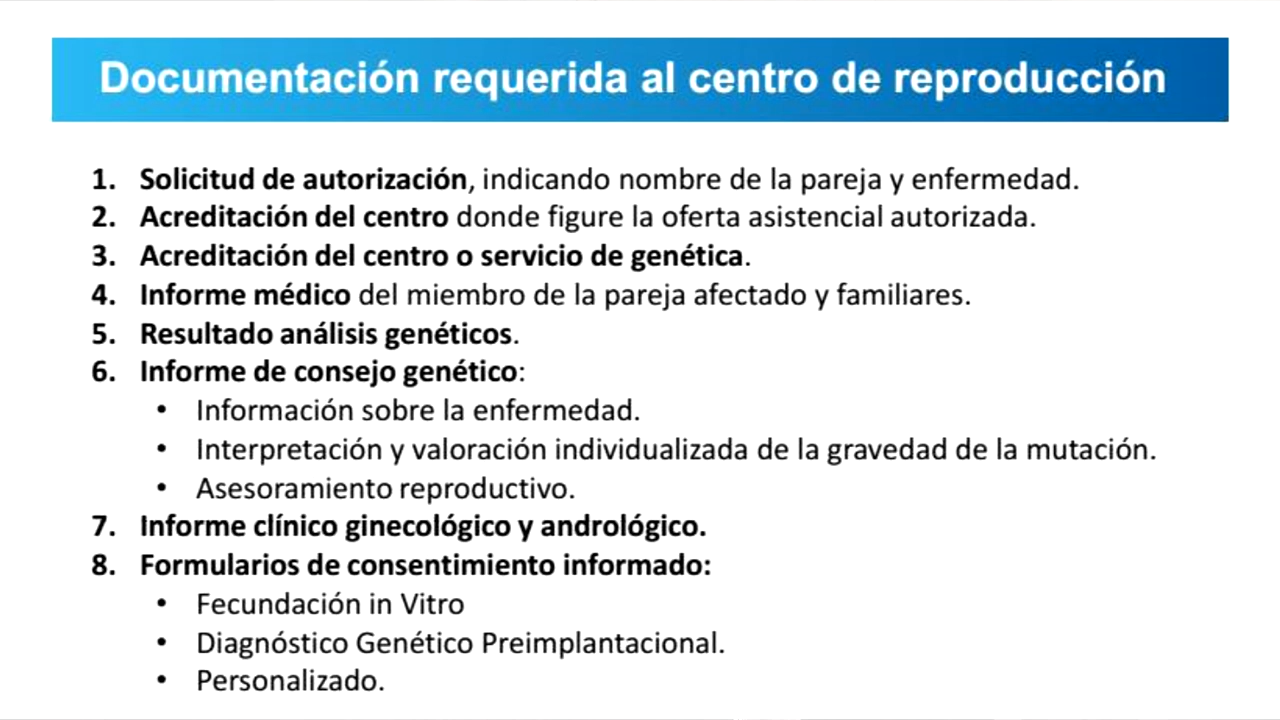 Documentación requerida al centro de reproducción
1. Solicitud de autorización, indicando nombre de la pareja y enfermedad.
2. Acreditación del centro donde figure la oferta asistencial autorizada.
3. Acreditación del centro o servicio de genética.
4. Informe médico del miembro de la pareja afectado y familiares.
5. Resultado análisis genéticos.
6. Informe de consejo genético:
• Información sobre la enfermedad.
• Interpretación y valoración individualizada de la gravedad de la mutación.
• Asesoramiento reproductivo.
7. Informe clínico ginecológico y andrológico.
8. Formularios de consentimiento informado:
• Fecundación in Vitro
• Diagnóstico Genético Preimplantacional.
• Personalizado.